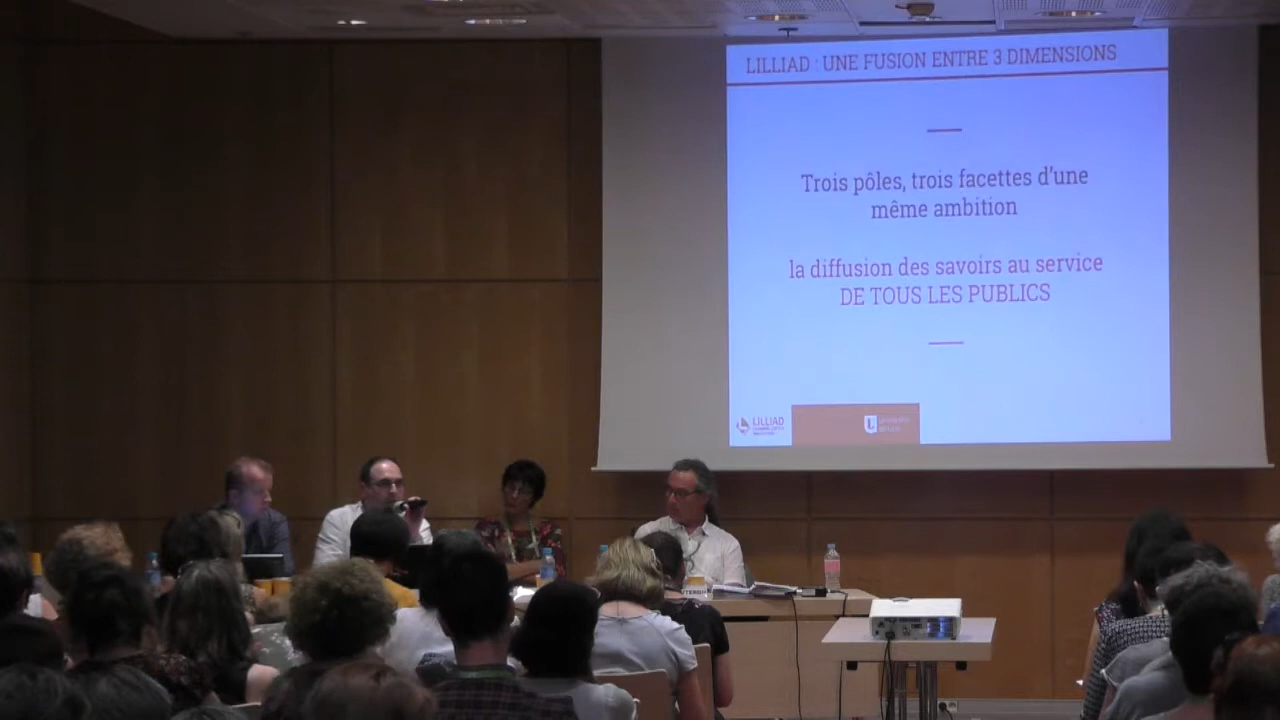 LILLIAD : UNE FUSION ENTRE 3 DIMENSIONS
Trois pôles, trois facettes d'une
même ambition
la diffusion des savoirs au service
DE TOUS LES PUBLICS
LILLIAD